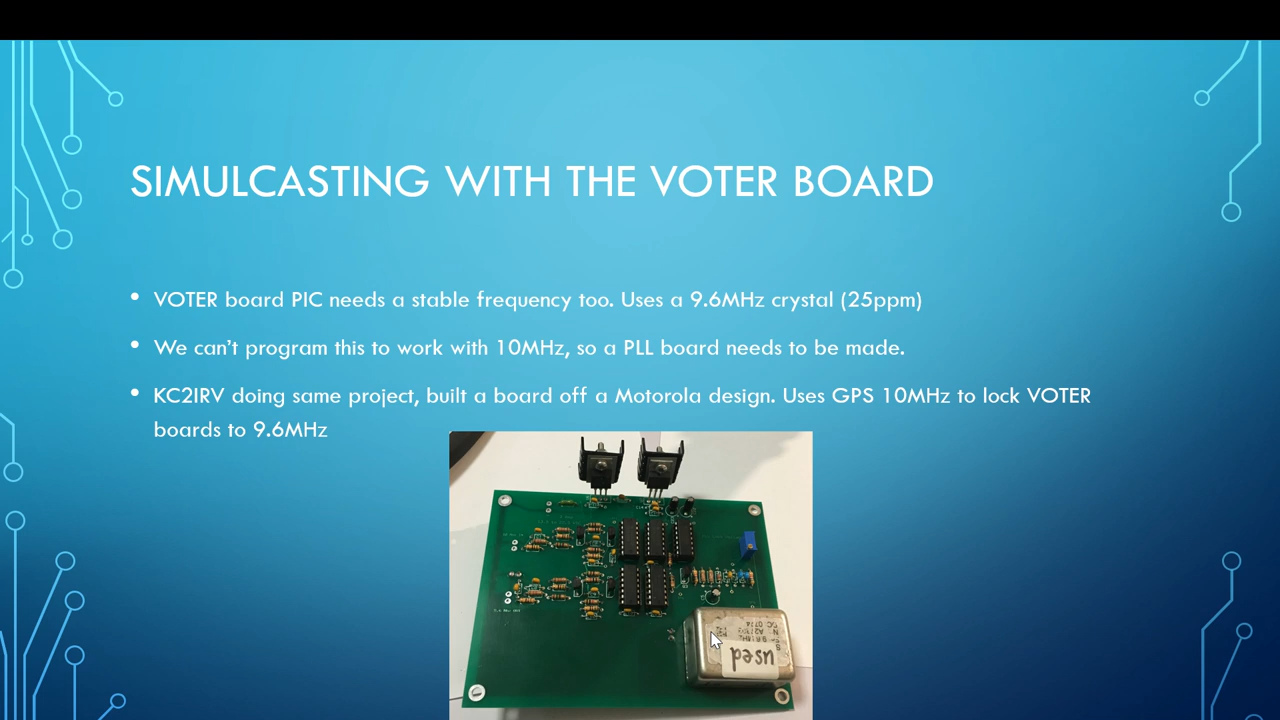 SIMULCASTING WITH THE VOTER BOARD
• VOTER board PIC needs a stable frequency too. Uses a 9.6MHz crystal (25ppm)
• We can't program this to work with 10MHz, so a PLL board needs to be made.
• KC2IRV doing same project, built a board off a Motorola design. Uses GPS 10MHz to lock VOTER
boards to 9.6MHz
used